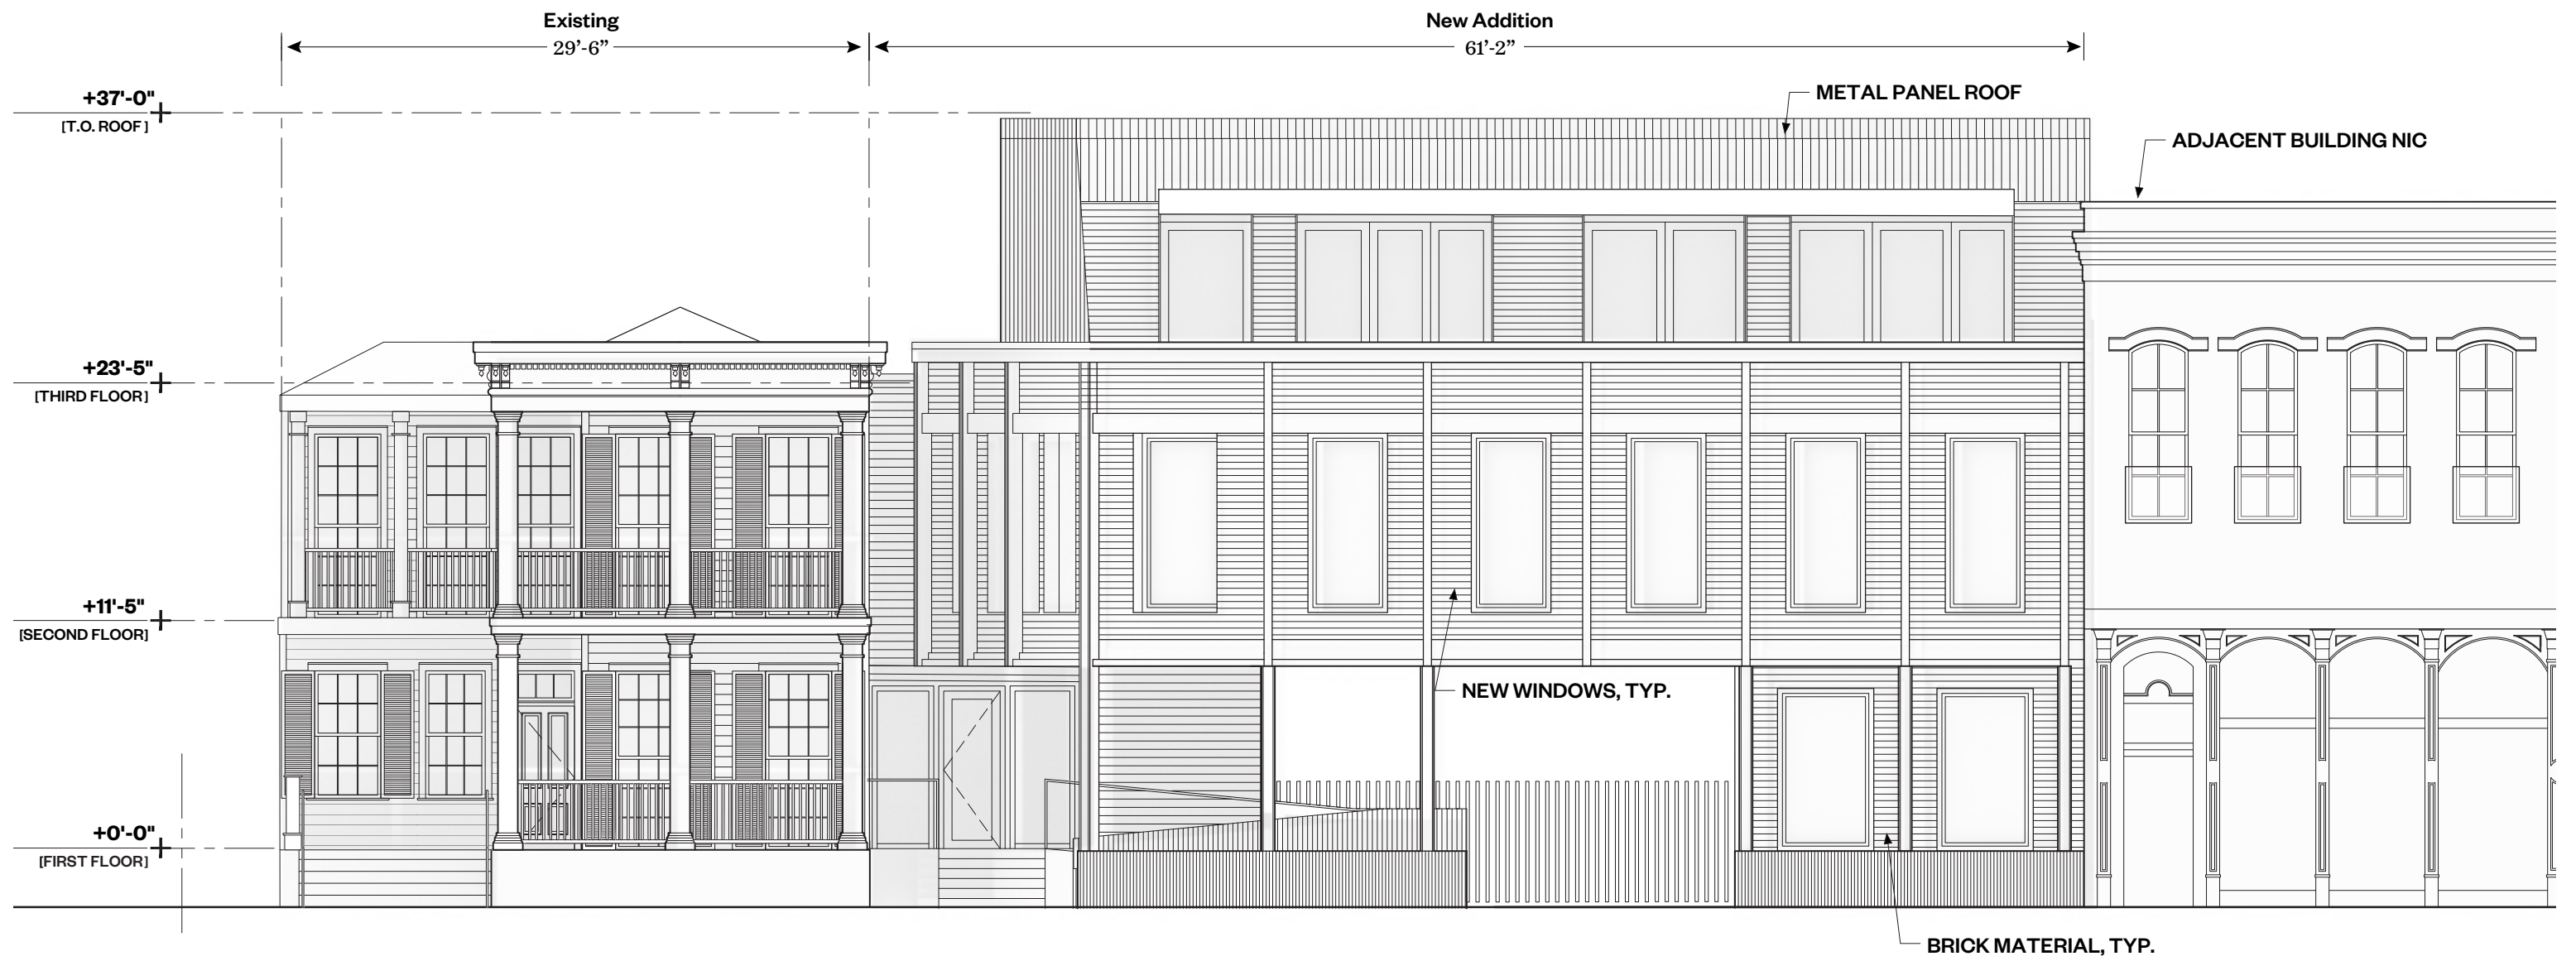 Existing
29’-6”
New Addition
61’-2”
+37'-0"
[T.O. ROOF]
METAL PANEL ROOF
ADJACENT BUILDING NIC
+23'-5"
[THIRD FLOOR]
+11'-5"
[SECOND FLOOR]
NEW WINDOWS, TYP.
+0'-0"
[FIRST FLOOR]
BRICK MATERIAL, TYP.